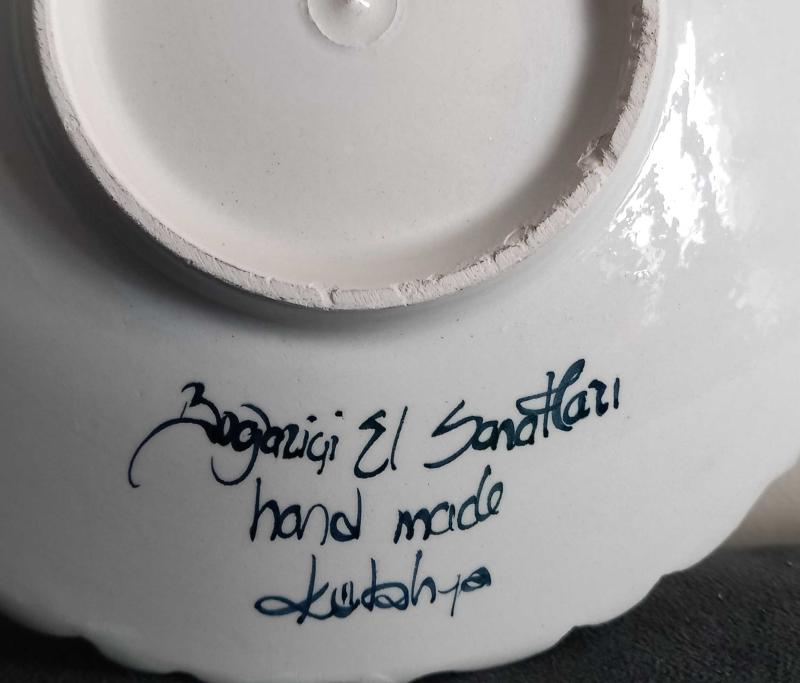 Boğaziçi El Sanatları
hand made
Kütahya